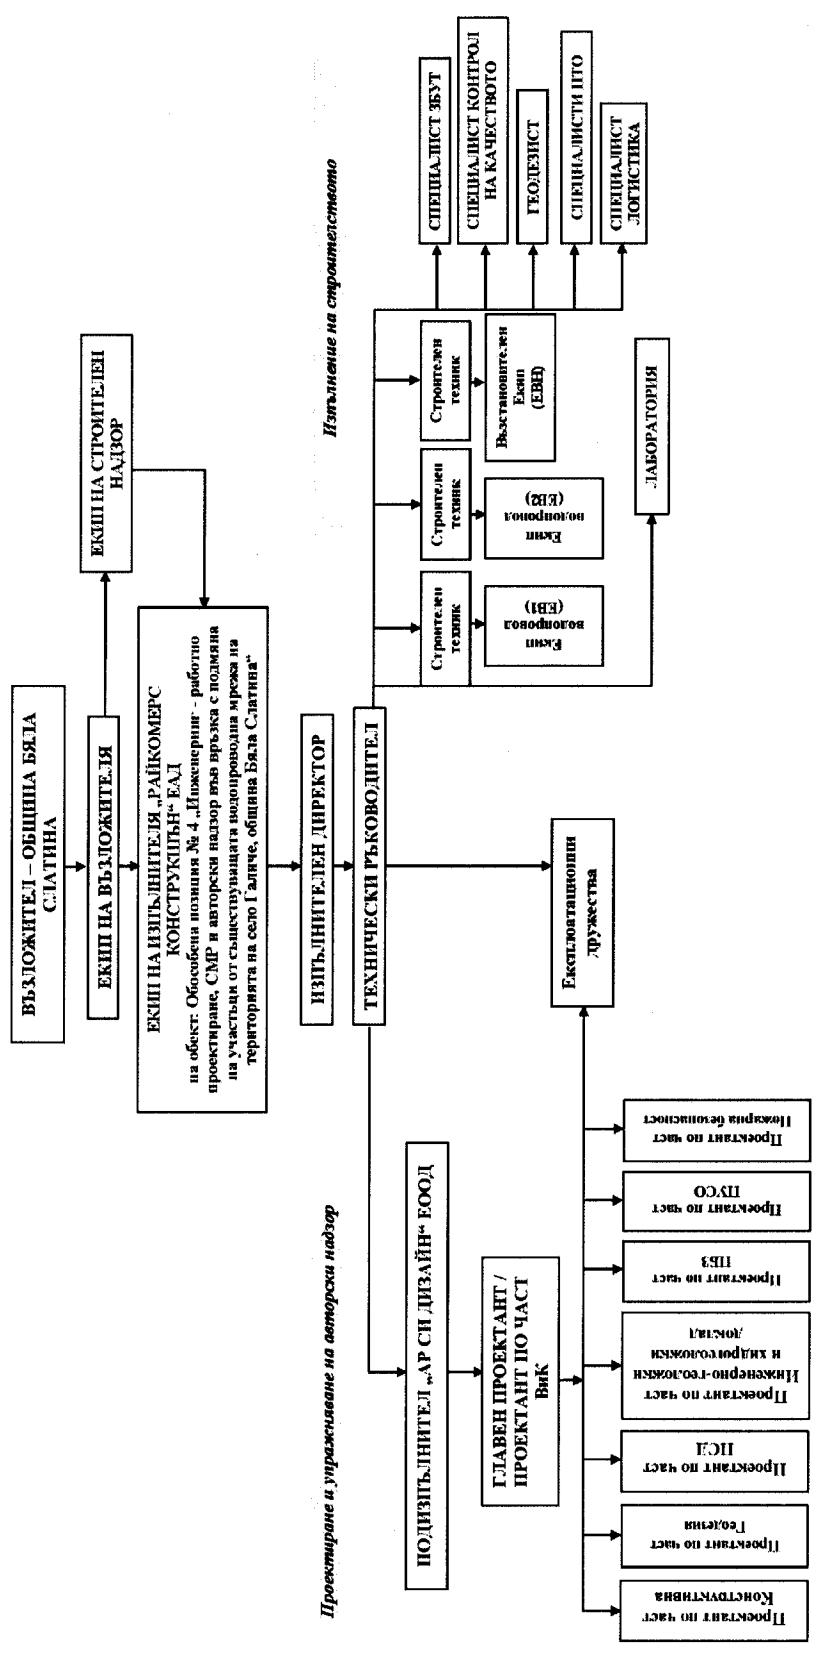 ВЪЗЛОЖИТЕЛ – ОБЩИНА БЯЛА
СЛАТИНА
ЕКИП НА ВЪЗЛОЖИТЕЛЯ
ЕКИП НА СТРОИТЕЛЕН
НАДЗОР
ЕКИП НА ИЗПЪЛНИТЕЛЯ „РАЙКОМЕРС
КОНСТРУКШЪН“ ЕАД
на обект: Обособена позиция № 4 „Инженеринг - работно
проектиране, СМР и авторски надзор във връзка с подмяна
на участъци от съществуващата водопроводна мрежа на
територията на село Галиче, община Бяла Слатина“
ИЗПЪЛНИТЕЛЕН ДИРЕКТОР
ТЕХНИЧЕСКИ РЪКОВОДИТЕЛ
Проектиране и упражняване на авторски надзор
Изпълнение на строителството
ПОДИЗПЪЛНИТЕЛ „АР СИ ДИЗАЙН“ ЕООД
ГЛАВЕН ПРОЕКТАНТ /
ПРОЕКТАНТ ПО ЧАСТ
ВиК
Проектант по част
Конструктивна
Проектант по част
Геодезия
Проектант по част
ПСД
Проектант по част
Инженерно-геоложки
и хидрогеоложки
доклад
Проектант по част
ПБЗ
Проектант по част
ПУСО
Проектант по част
Пожарна безопасност
Експлоатационни
дружества
Строителен
техник
Строителен
техник
Строителен
техник
Екип
водопровод
(ЕВ1)
Екип
водопровод
(ЕВ2)
Възстановителен
Екип
(ЕВН)
ЛАБОРАТОРИЯ
СПЕЦИАЛИСТ ЗБУТ
СПЕЦИАЛИСТ КОНТРОЛ
НА КАЧЕСТВОТО
ГЕОДЕЗИСТ
СПЕЦИАЛИСТИ ПТО
СПЕЦИАЛИСТ
ЛОГИСТИКА